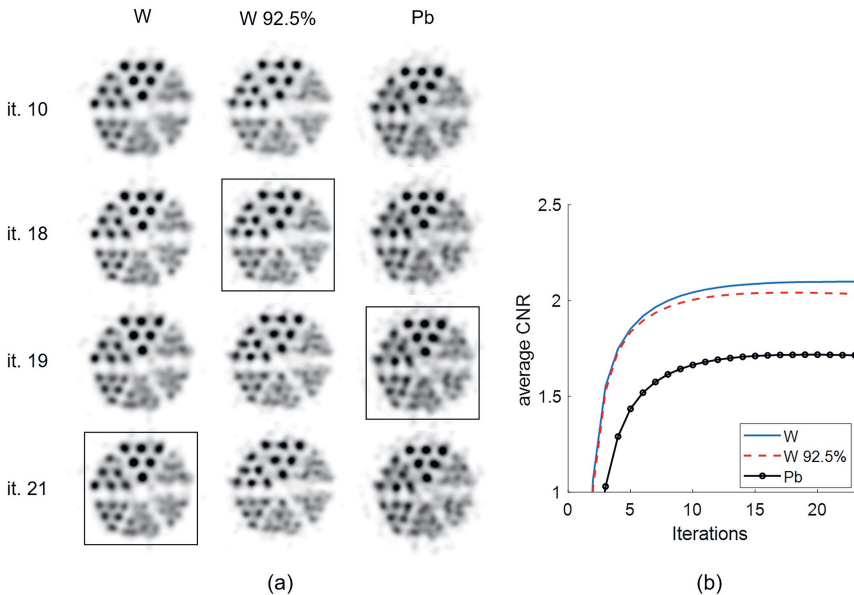 W W 92.5% Pb
it. 10
it. 18
it. 19
it. 21
(a)
average CNR
2.5
2
1.5
1
0 5 10 15 20
Iterations
W
W 92.5%
Pb
(b)